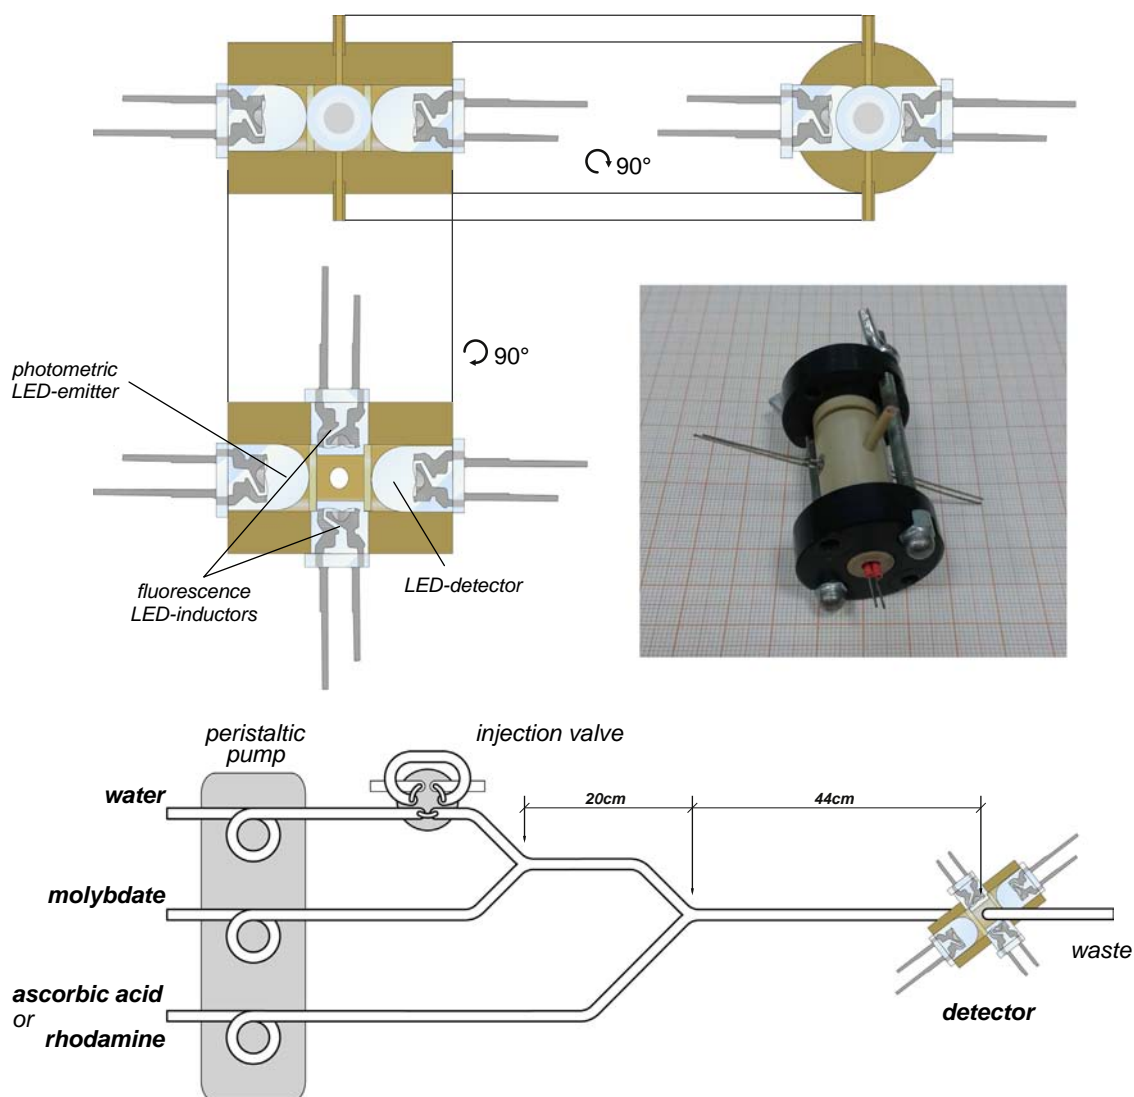 90°
90°
photometric
LED-emitter
fluorescence
LED-inductors
LED-detector
peristaltic
pump
injection valve
water
20cm
44cm
molybdate
waste
ascorbic acid
or
rhodamine
detector